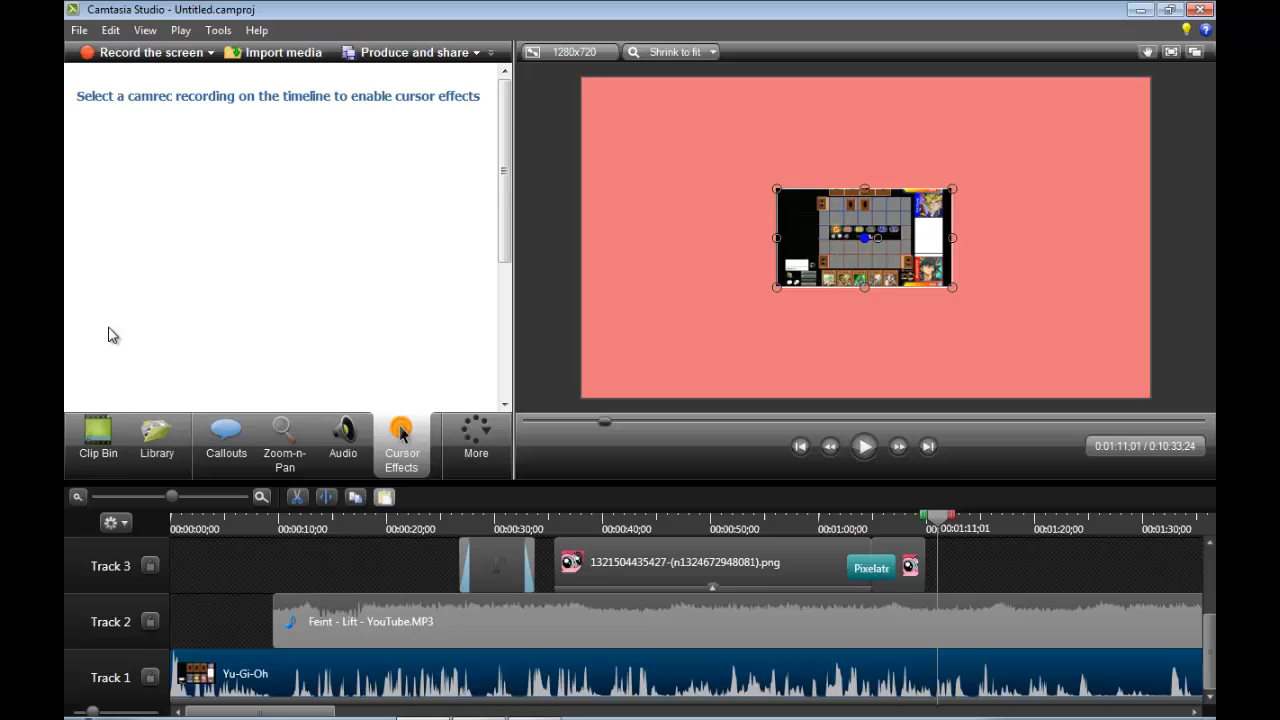 Camtasia Studio - Untitled.camproj
File Edit View Play Tools Help
Record the screen Import media Produce and share
1280x720 Shrink to fit
Select a camrec recording on the timeline to enable cursor effects
Clip Bin Library Callouts Zoom-n-Pan Audio Cursor Effects More
0:01:11;01 / 0:10:33;24
00:00:00;00 00:00:10;00 00:00:20;00 00:00:30;00 00:00:40;00 00:00:50;00 00:01:00;00 00:01:11;01 00:01:20;00 00:01:30;00
Track 3 1321504435427-(n1324672948081).png Pixelate
Track 2 Feint - Lift - YouTube.MP3
Track 1 Yu-Gi-Oh